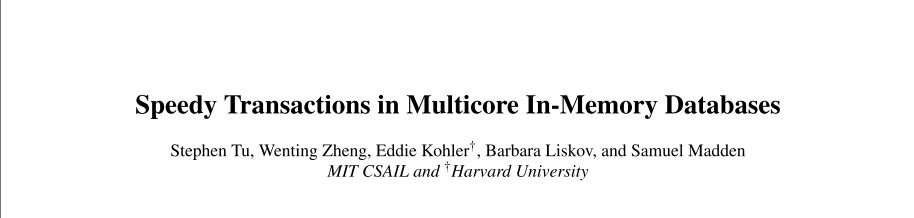 Speedy Transactions in Multicore In-Memory Databases
Stephen Tu, Wenting Zheng, Eddie Kohler†, Barbara Liskov, and Samuel Madden
MIT CSAIL and †Harvard University